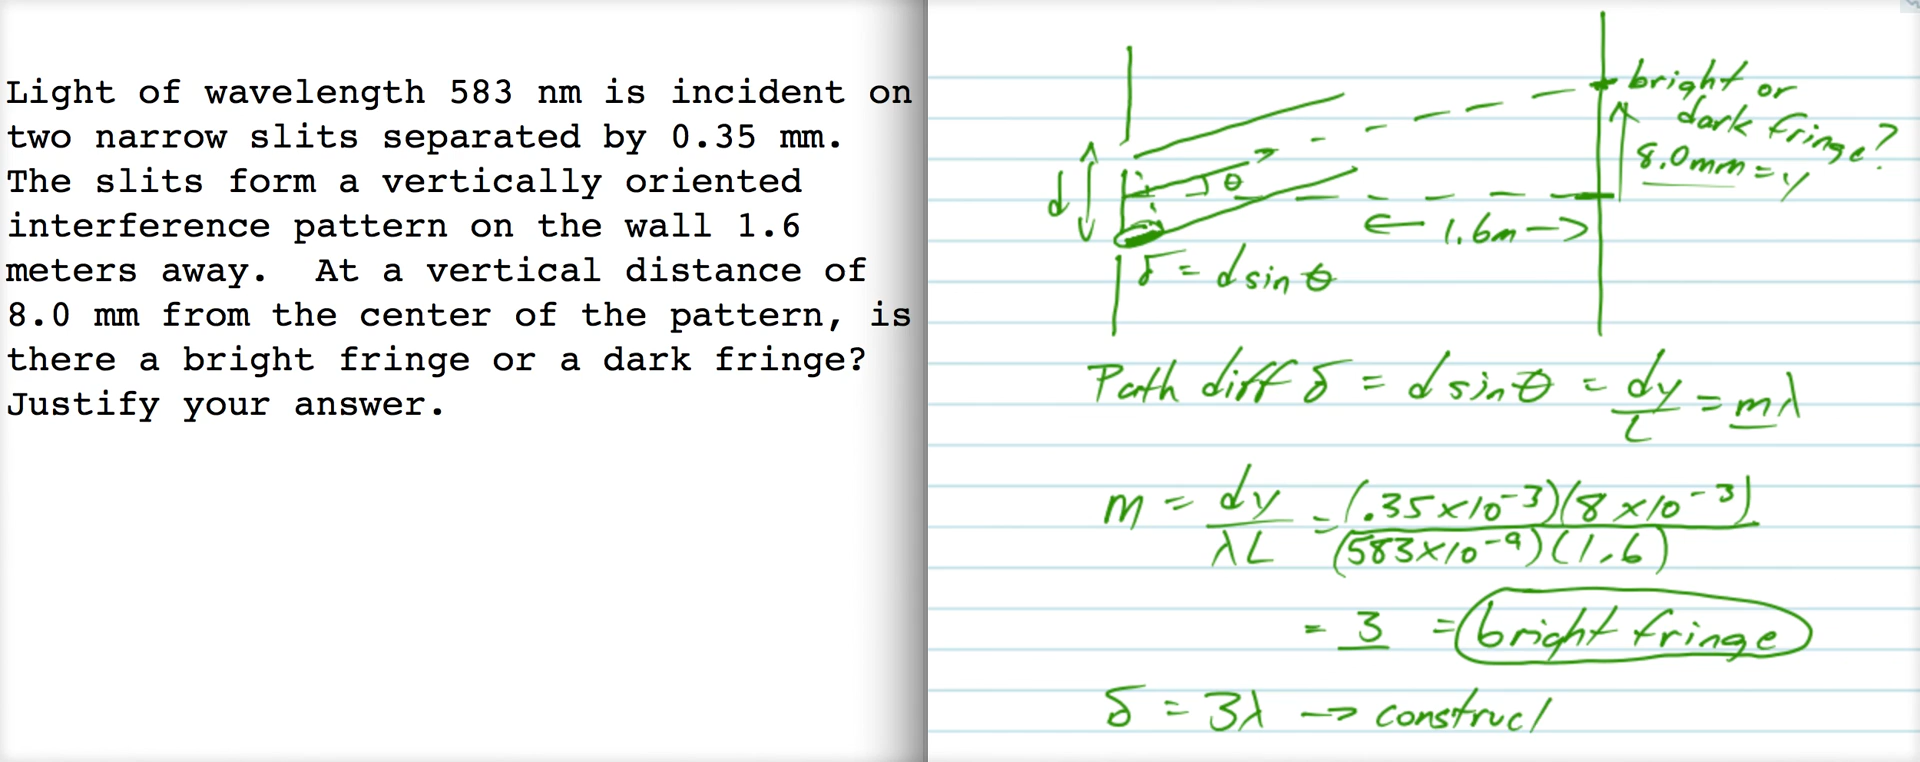 Light of wavelength 583 nm is incident on
two narrow slits separated by 0.35 mm.
The slits form a vertically oriented
interference pattern on the wall 1.6
meters away.  At a vertical distance of
8.0 mm from the center of the pattern, is
there a bright fringe or a dark fringe?
Justify your answer.
bright or
dark fringe?
8.0mm = y
d
θ
1.6m
δ = d sin θ
Path diff δ = d sin θ = dy/L = mλ
m = dy/λL = (.35×10⁻³)(8×10⁻³)/(583×10⁻⁹)(1.6)
= 3 = bright fringe
δ = 3λ → construc